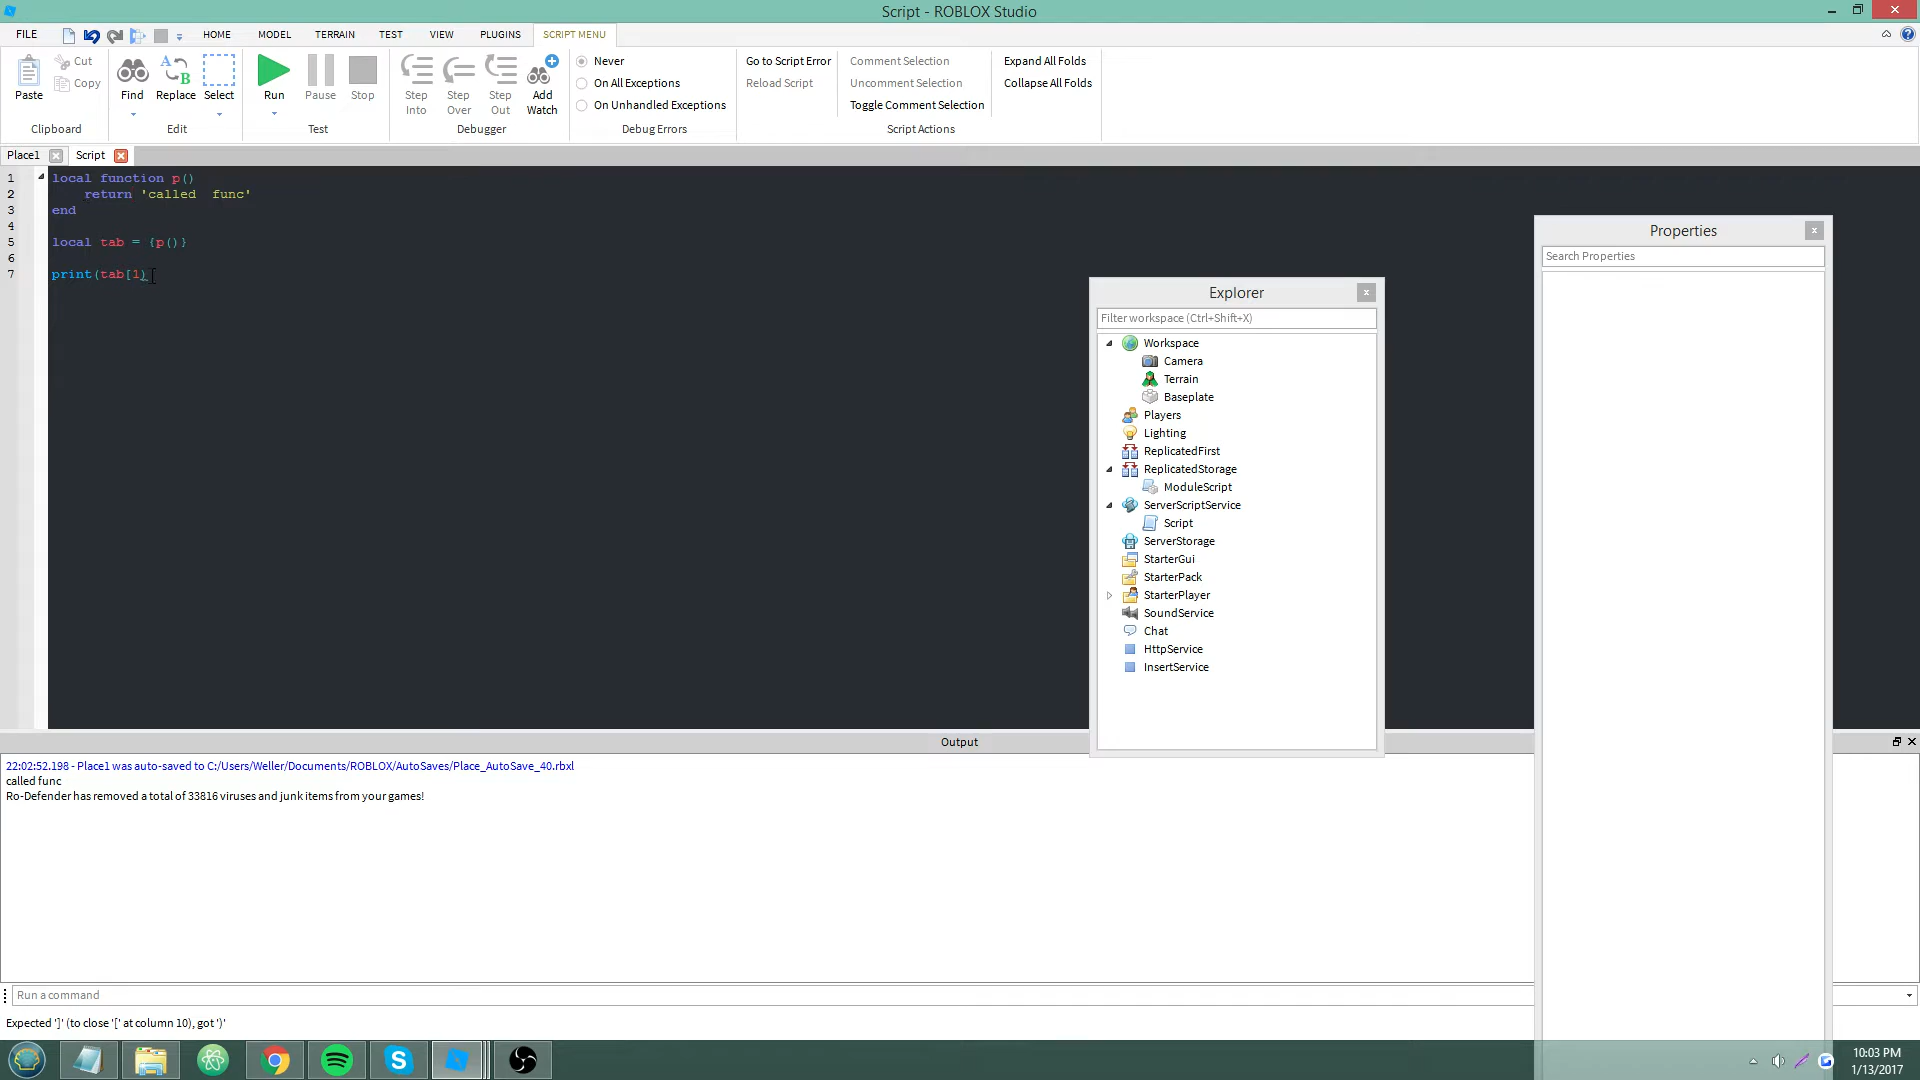 Script - ROBLOX Studio
FILE HOME MODEL TERRAIN TEST VIEW PLUGINS SCRIPT MENU
Paste Cut Copy
Clipboard
Find Replace Select
Edit
Run Pause Stop
Test
Step Into Step Over Step Out Add Watch
Debugger
Never
On All Exceptions
On Unhandled Exceptions
Debug Errors
Go to Script Error
Reload Script
Comment Selection
Uncomment Selection
Toggle Comment Selection
Script Actions
Expand All Folds
Collapse All Folds
Place1 Script
1 local function p()
2 return 'called  func'
3 end
4
5 local tab = {p()}
6
7 print(tab[1)
Explorer
Filter workspace (Ctrl+Shift+X)
Workspace
Camera
Terrain
Baseplate
Players
Lighting
ReplicatedFirst
ReplicatedStorage
ModuleScript
ServerScriptService
Script
ServerStorage
StarterGui
StarterPack
StarterPlayer
SoundService
Chat
HttpService
InsertService
Properties
Search Properties
Output
22:02:52.198 - Place1 was auto-saved to C:/Users/Weller/Documents/ROBLOX/AutoSaves/Place_AutoSave_40.rbxl
called func
Ro-Defender has removed a total of 33816 viruses and junk items from your games!
Run a command
Expected ']' (to close '[' at column 10), got ')'
10:03 PM
1/13/2017